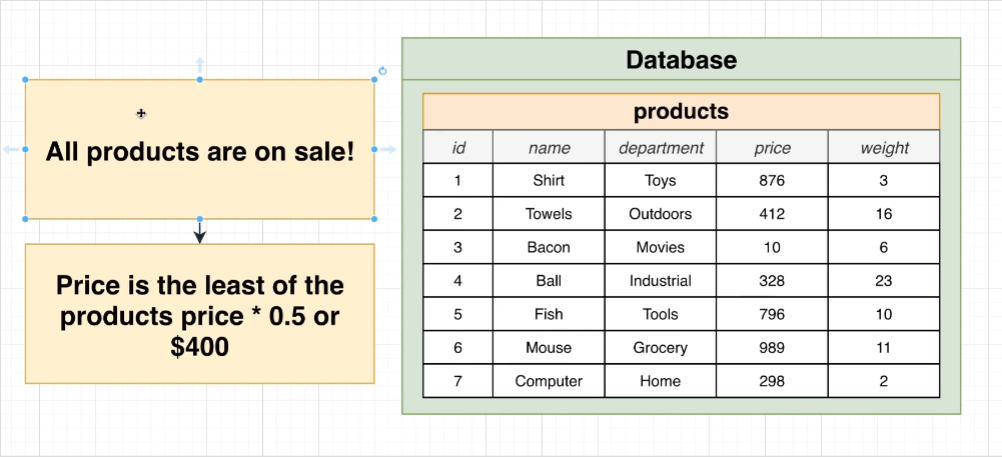 All products are on sale!
Price is the least of the
products price * 0.5 or
$400
Database
products
id name department price weight
1 Shirt Toys 876 3
2 Towels Outdoors 412 16
3 Bacon Movies 10 6
4 Ball Industrial 328 23
5 Fish Tools 796 10
6 Mouse Grocery 989 11
7 Computer Home 298 2